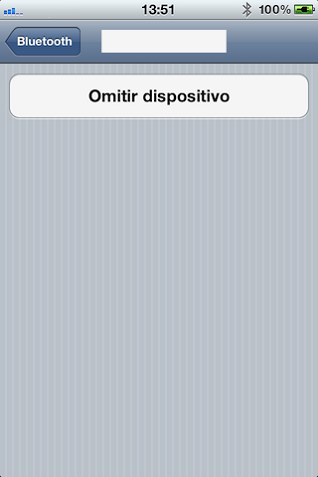 13:51
100%
Bluetooth
Omitir dispositivo